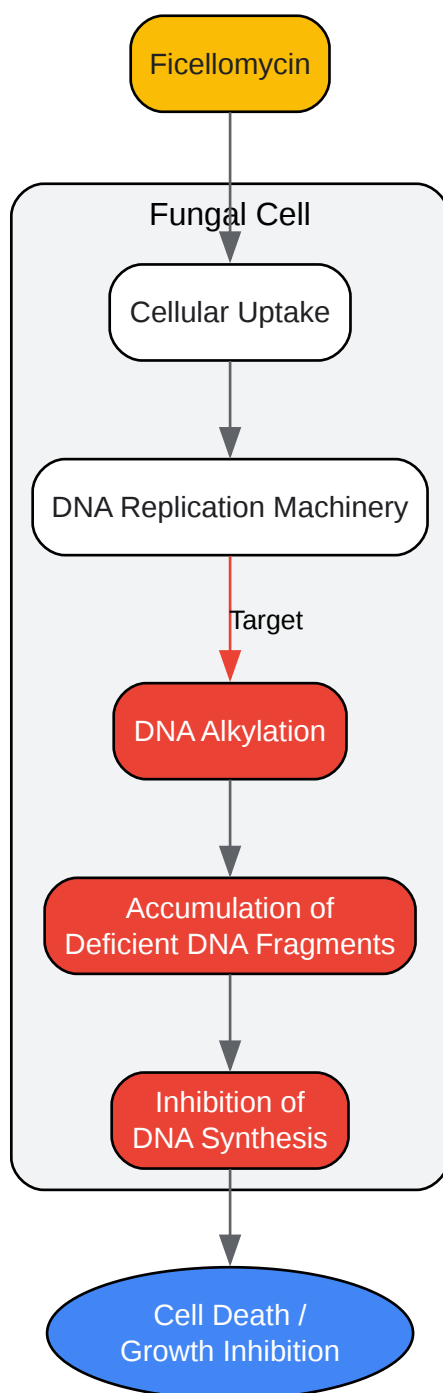 Ficellomycin
Fungal Cell
Cellular Uptake
DNA Replication Machinery
Target
DNA Alkylation
Accumulation of
Deficient DNA Fragments
Inhibition of
DNA Synthesis
Cell Death /
Growth Inhibition